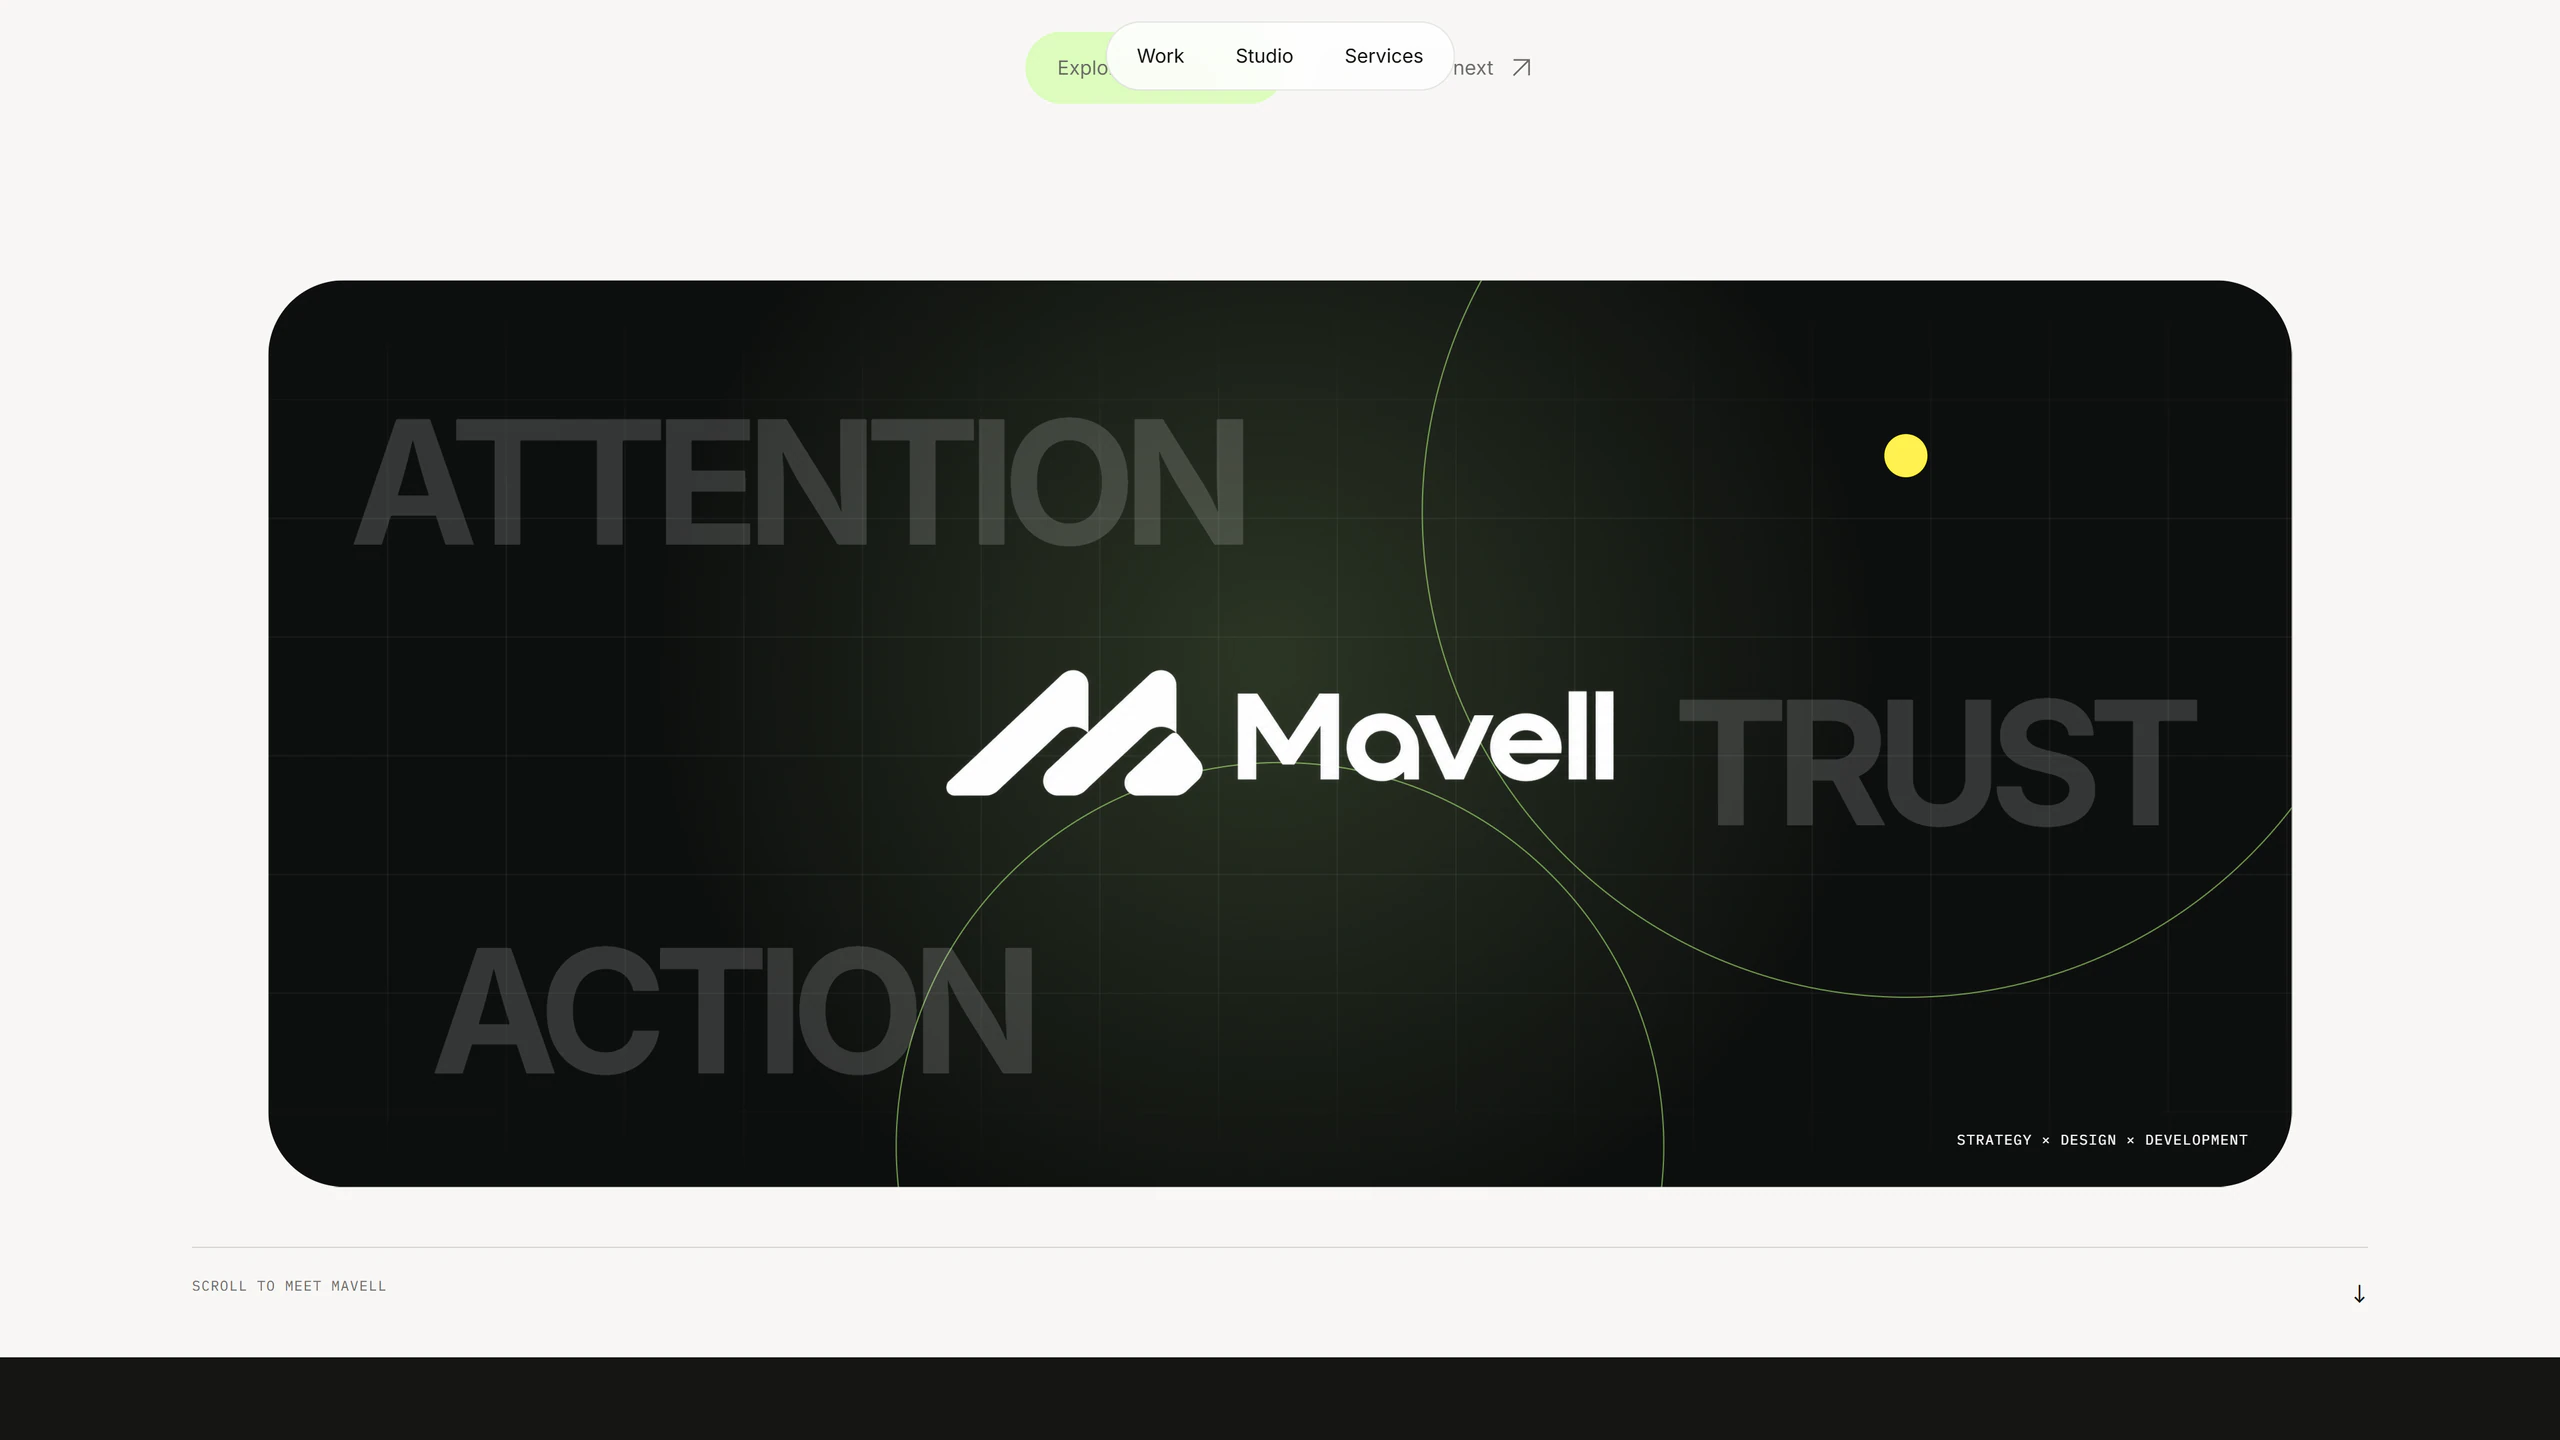 Work Studio Services
Explo
next
ATTENTION
Mavell
TRUST
ACTION
STRATEGY × DESIGN × DEVELOPMENT
SCROLL TO MEET MAVELL